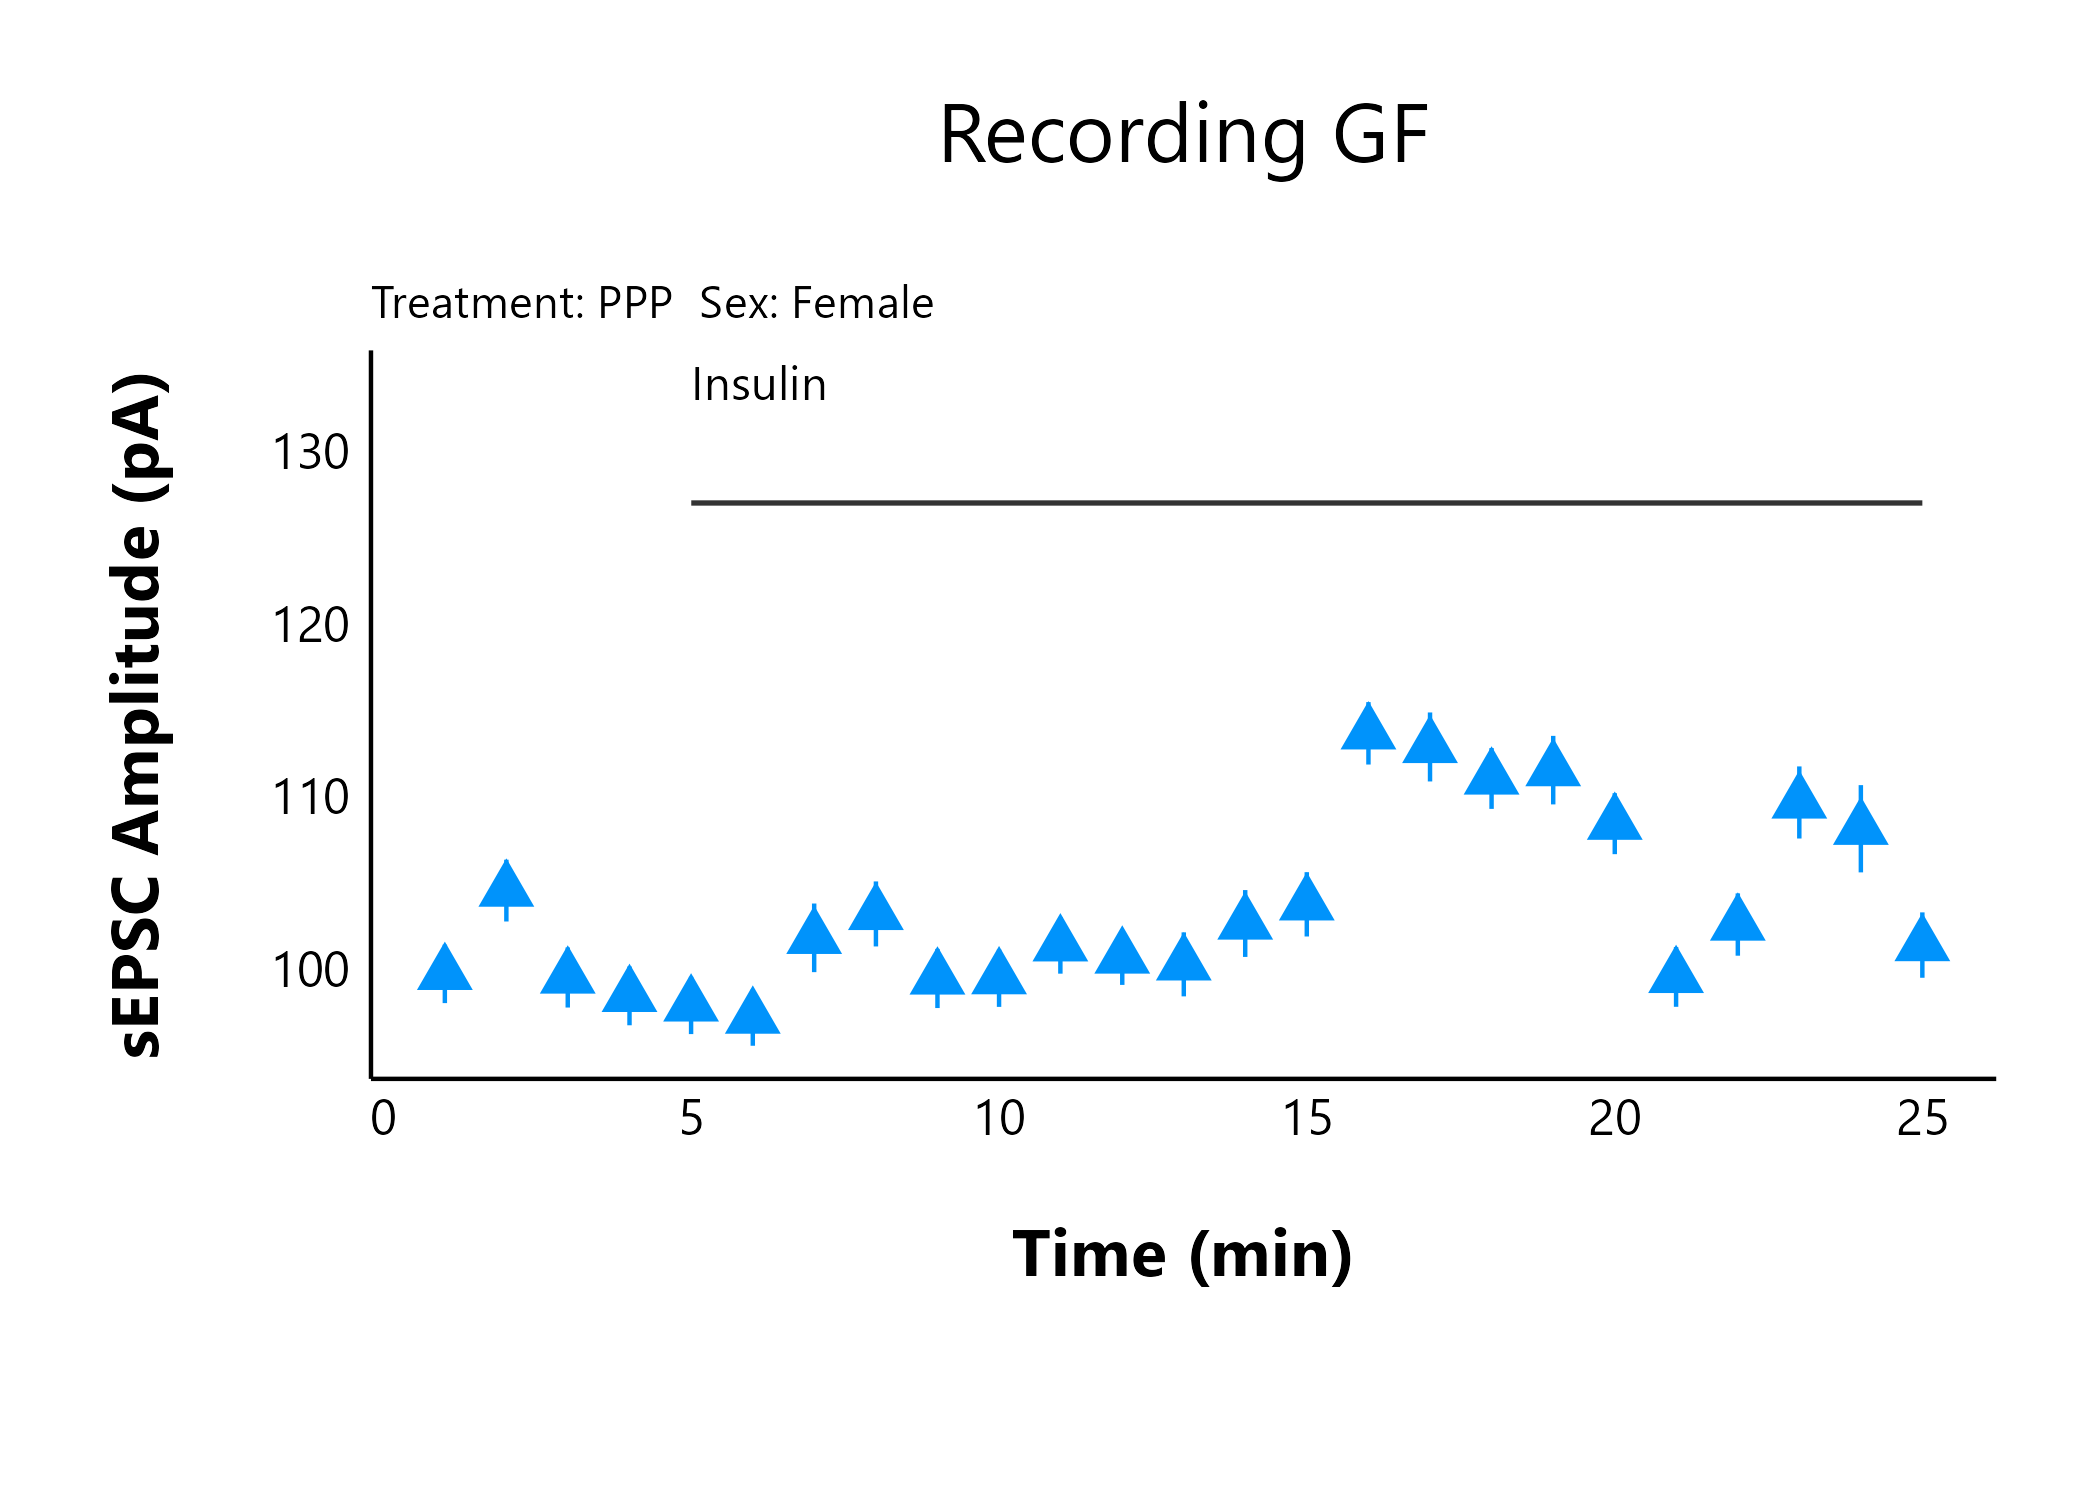 Recording GF
Treatment: PPP  Sex: Female
Insulin
sEPSC Amplitude (pA)
130
120
110
100
0 5 10 15 20 25
Time (min)